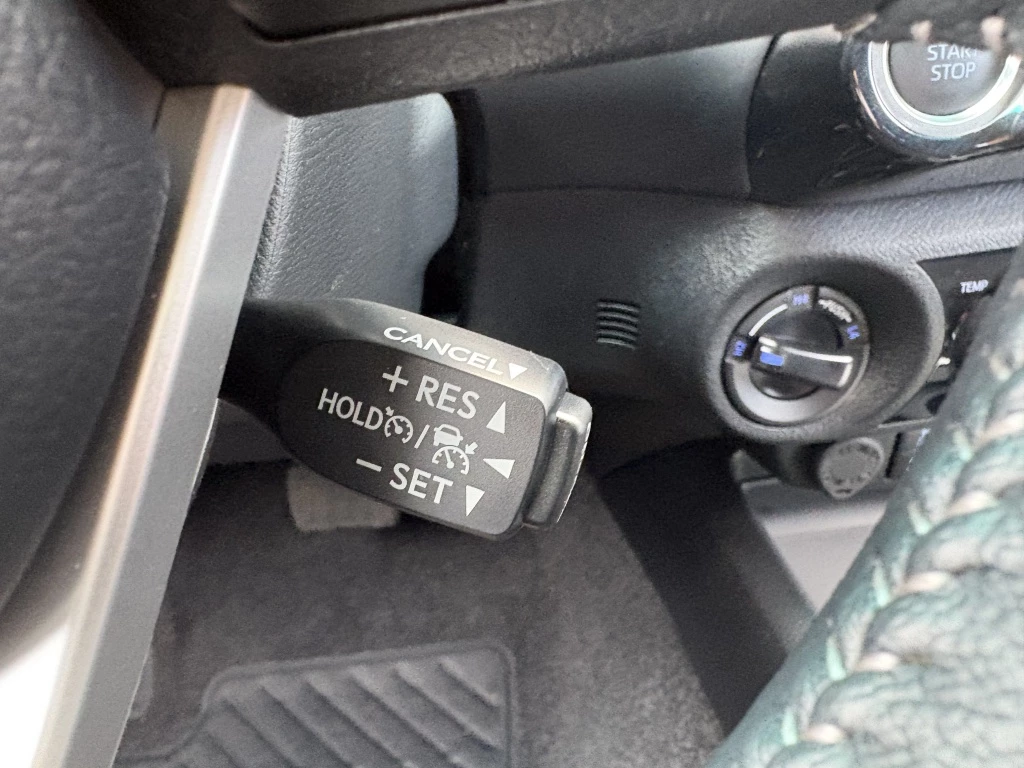 START
STOP
TEMP
CANCEL▼
+ RES ▲
HOLD / ◀
– SET ▼